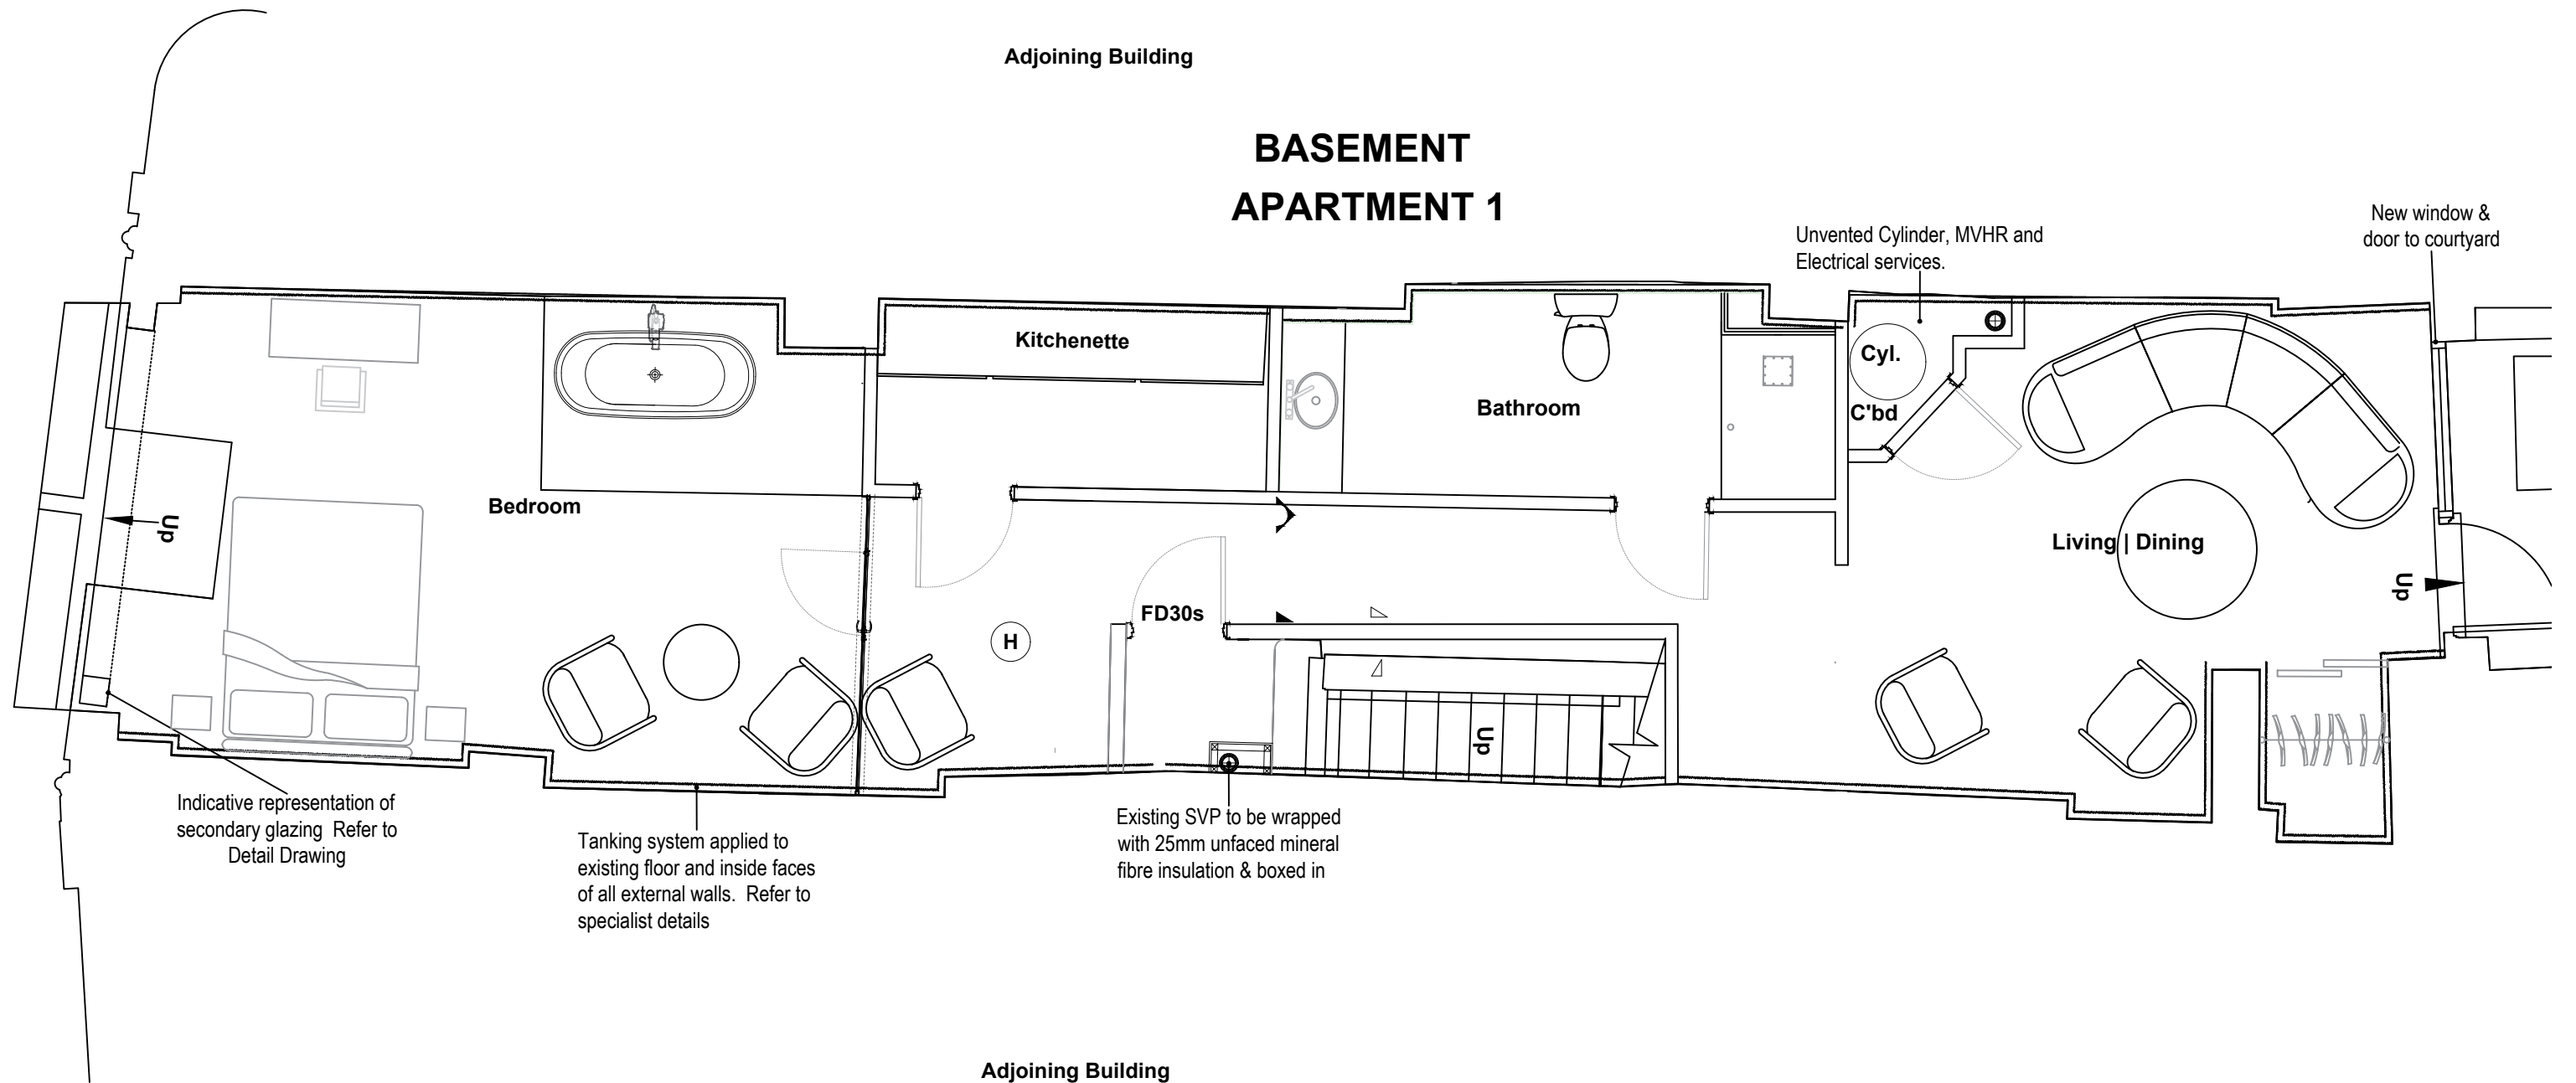 Adjoining Building
BASEMENT
APARTMENT 1
New window &
door to courtyard
Unvented Cylinder, MVHR and
Electrical services.
Kitchenette
Cyl.
C'bd
Bathroom
Bedroom
Up
Living | Dining
Up
FD30s
H
Up
Indicative representation of
secondary glazing  Refer to
Detail Drawing
Tanking system applied to
existing floor and inside faces
of all external walls.  Refer to
specialist details
Existing SVP to be wrapped
with 25mm unfaced mineral
fibre insulation & boxed in
Adjoining Building